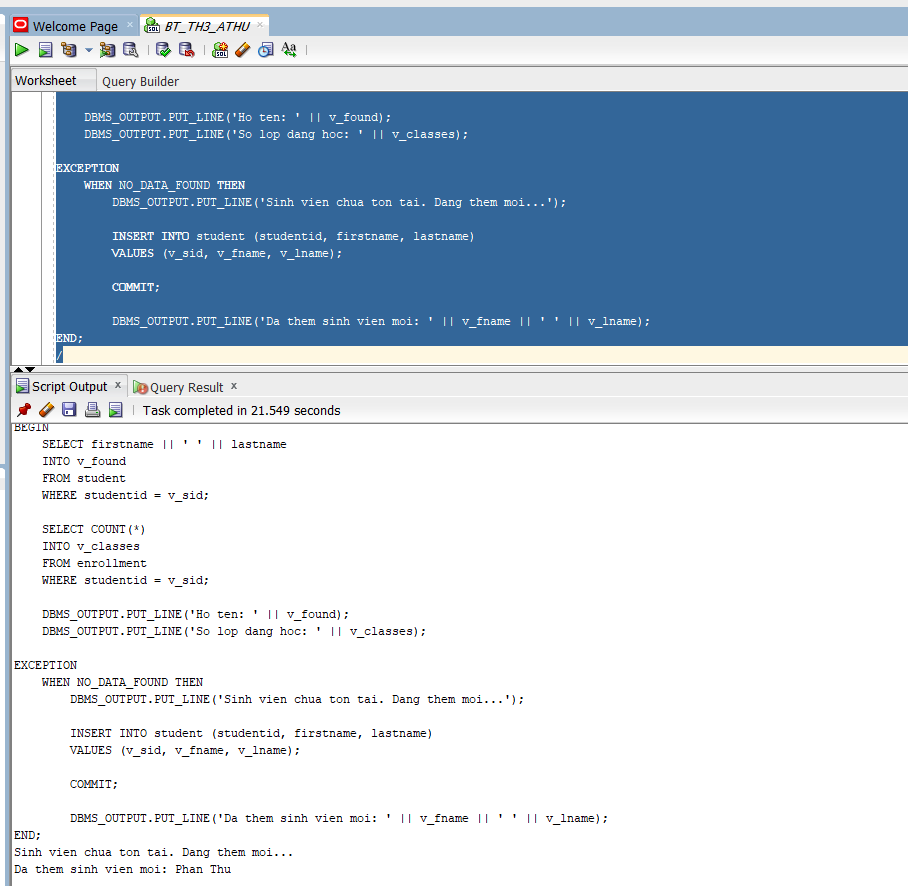 Welcome Page
BT_TH3_ATHU
Worksheet
Query Builder
DBMS_OUTPUT.PUT_LINE('Ho ten: ' || v_found);
DBMS_OUTPUT.PUT_LINE('So lop dang hoc: ' || v_classes);
EXCEPTION
WHEN NO_DATA_FOUND THEN
DBMS_OUTPUT.PUT_LINE('Sinh vien chua ton tai. Dang them moi...');
INSERT INTO student (studentid, firstname, lastname)
VALUES (v_sid, v_fname, v_lname);
COMMIT;
DBMS_OUTPUT.PUT_LINE('Da them sinh vien moi: ' || v_fname || ' ' || v_lname);
END;
/
Script Output
Query Result
Task completed in 21.549 seconds
BEGIN
SELECT firstname || ' ' || lastname
INTO v_found
FROM student
WHERE studentid = v_sid;
SELECT COUNT(*)
INTO v_classes
FROM enrollment
WHERE studentid = v_sid;
DBMS_OUTPUT.PUT_LINE('Ho ten: ' || v_found);
DBMS_OUTPUT.PUT_LINE('So lop dang hoc: ' || v_classes);
EXCEPTION
WHEN NO_DATA_FOUND THEN
DBMS_OUTPUT.PUT_LINE('Sinh vien chua ton tai. Dang them moi...');
INSERT INTO student (studentid, firstname, lastname)
VALUES (v_sid, v_fname, v_lname);
COMMIT;
DBMS_OUTPUT.PUT_LINE('Da them sinh vien moi: ' || v_fname || ' ' || v_lname);
END;
Sinh vien chua ton tai. Dang them moi...
Da them sinh vien moi: Phan Thu